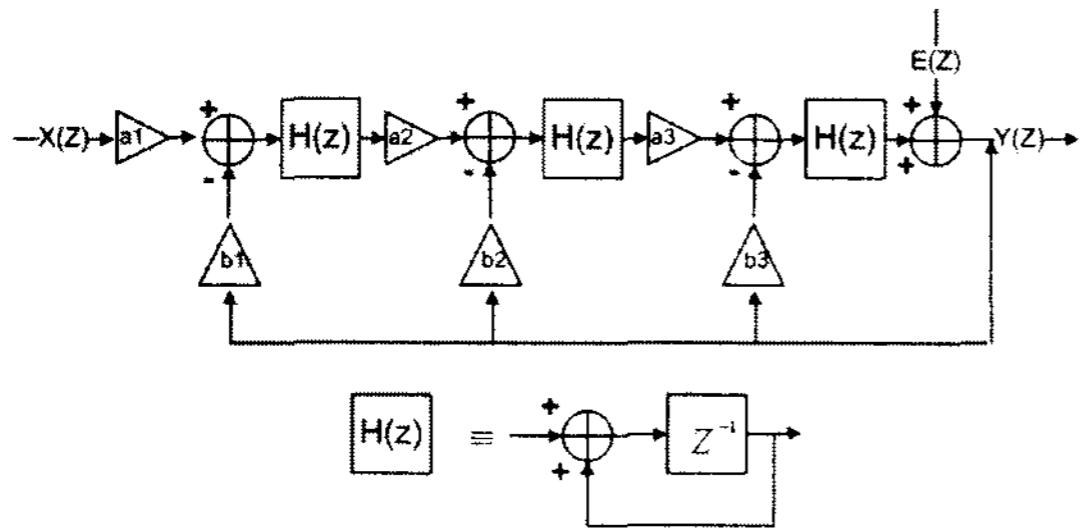 E(Z)
X(Z) a1 + - H(z) a2 + - H(z) a3 + - H(z) + + Y(Z)
b1 b2 b3
H(z) ≡ + + Z⁻¹